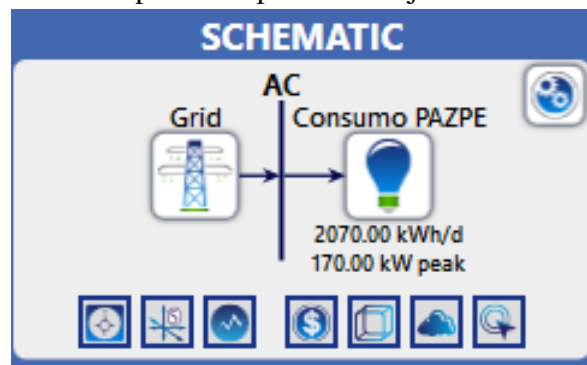 SCHEMATIC
AC
Grid
Consumo PAZPE
2070.00 kWh/d
170.00 kW peak